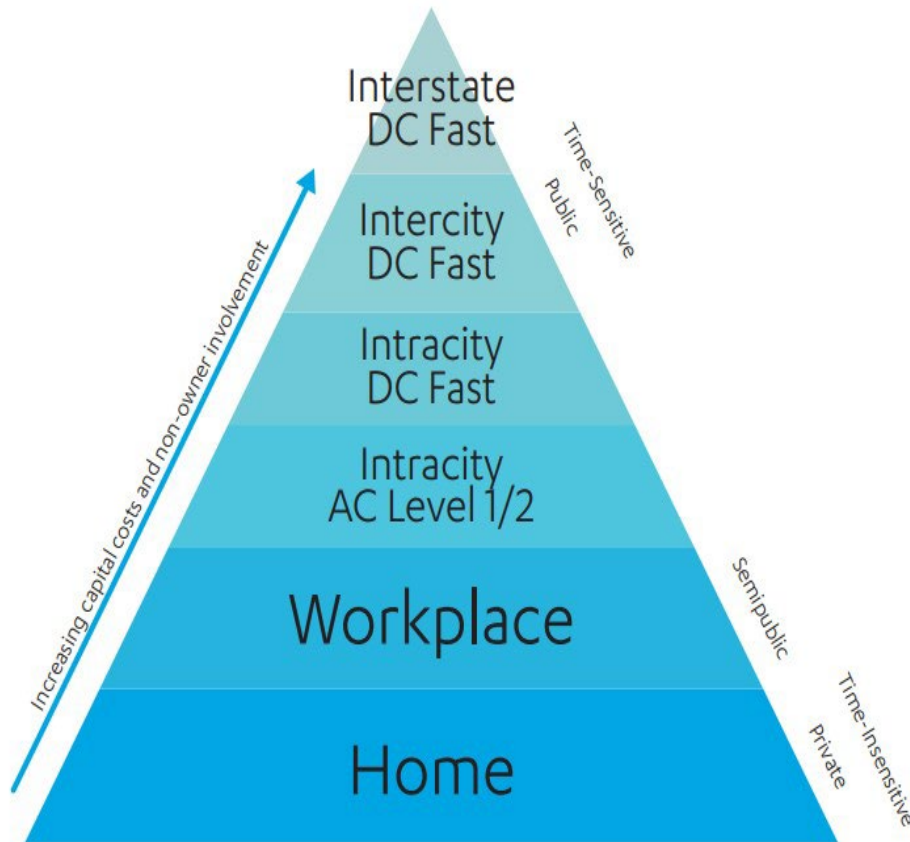 Interstate
DC Fast
Time-Sensitive
Public
Intercity
DC Fast
Increasing capital costs and non-owner involvement
Intracity
DC Fast
Intracity
AC Level 1/2
Workplace
Semipublic
Home
Time-Insensitive
Private